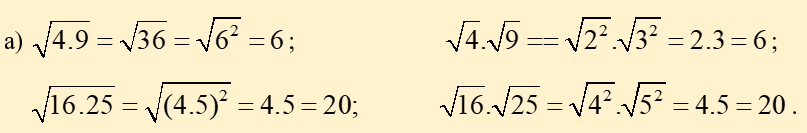 a) √4.9 = √36 = √6² = 6 ; √4.√9 == √2².√3² = 2.3 = 6 ;
√16.25 = √(4.5)² = 4.5 = 20; √16.√25 = √4².√5² = 4.5 = 20 .